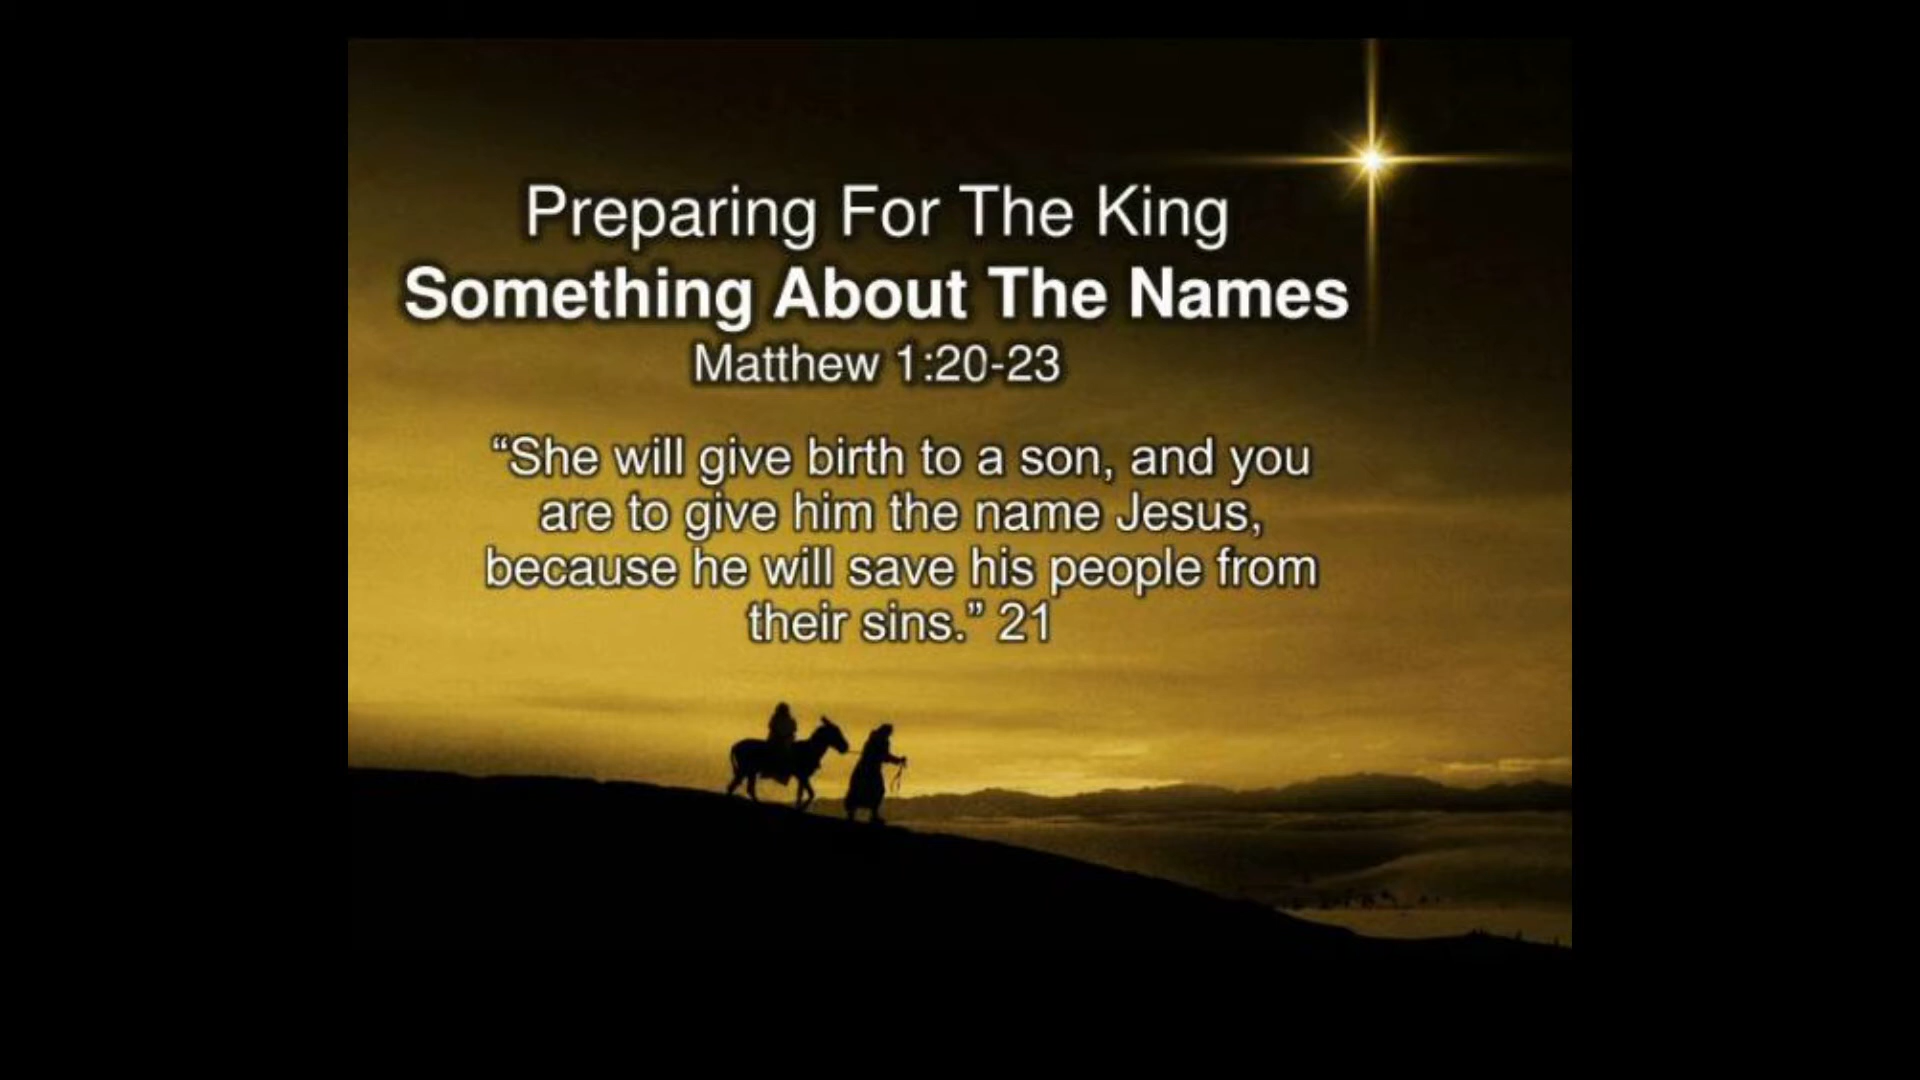 Preparing For The King
Something About The Names
Matthew 1:20-23
“She will give birth to a son, and you
are to give him the name Jesus,
because he will save his people from
their sins.” 21